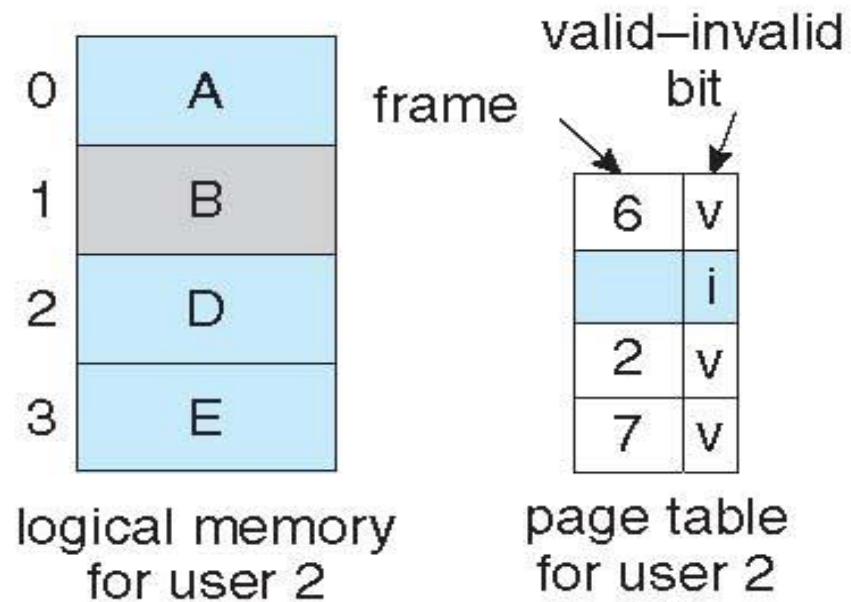 valid–invalid
bit
frame
0 A
1 B
2 D
3 E
6 v
i
2 v
7 v
logical memory
for user 2
page table
for user 2